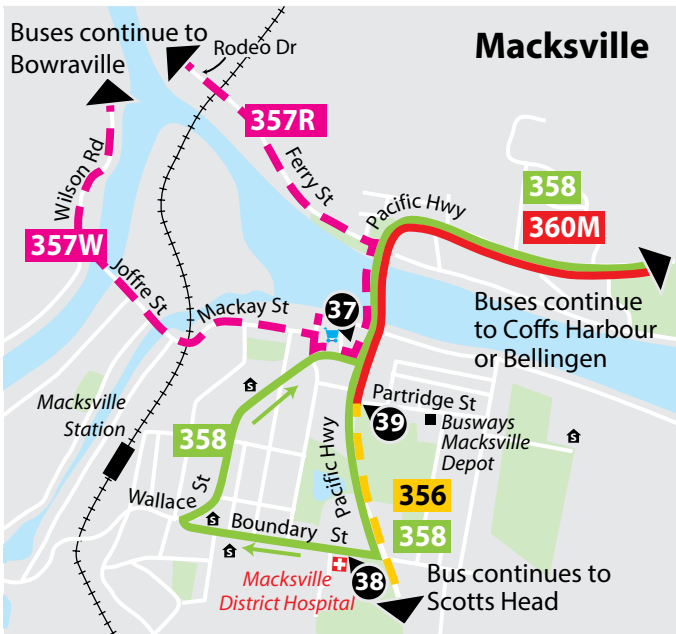 Buses continue to
Bowraville
Rodeo Dr
Macksville
357R
Wilson Rd
Ferry St
358
Pacific Hwy
360M
357W
Joffre St
Mackay St
37
Buses continue
to Coffs Harbour
or Bellingen
Macksville
Station
Partridge St
39
Busways
Macksville
Depot
S
S
358
Pacific Hwy
Wallace St
356
S
Boundary St
358
S
Macksville
District Hospital
38
Bus continues to
Scotts Head